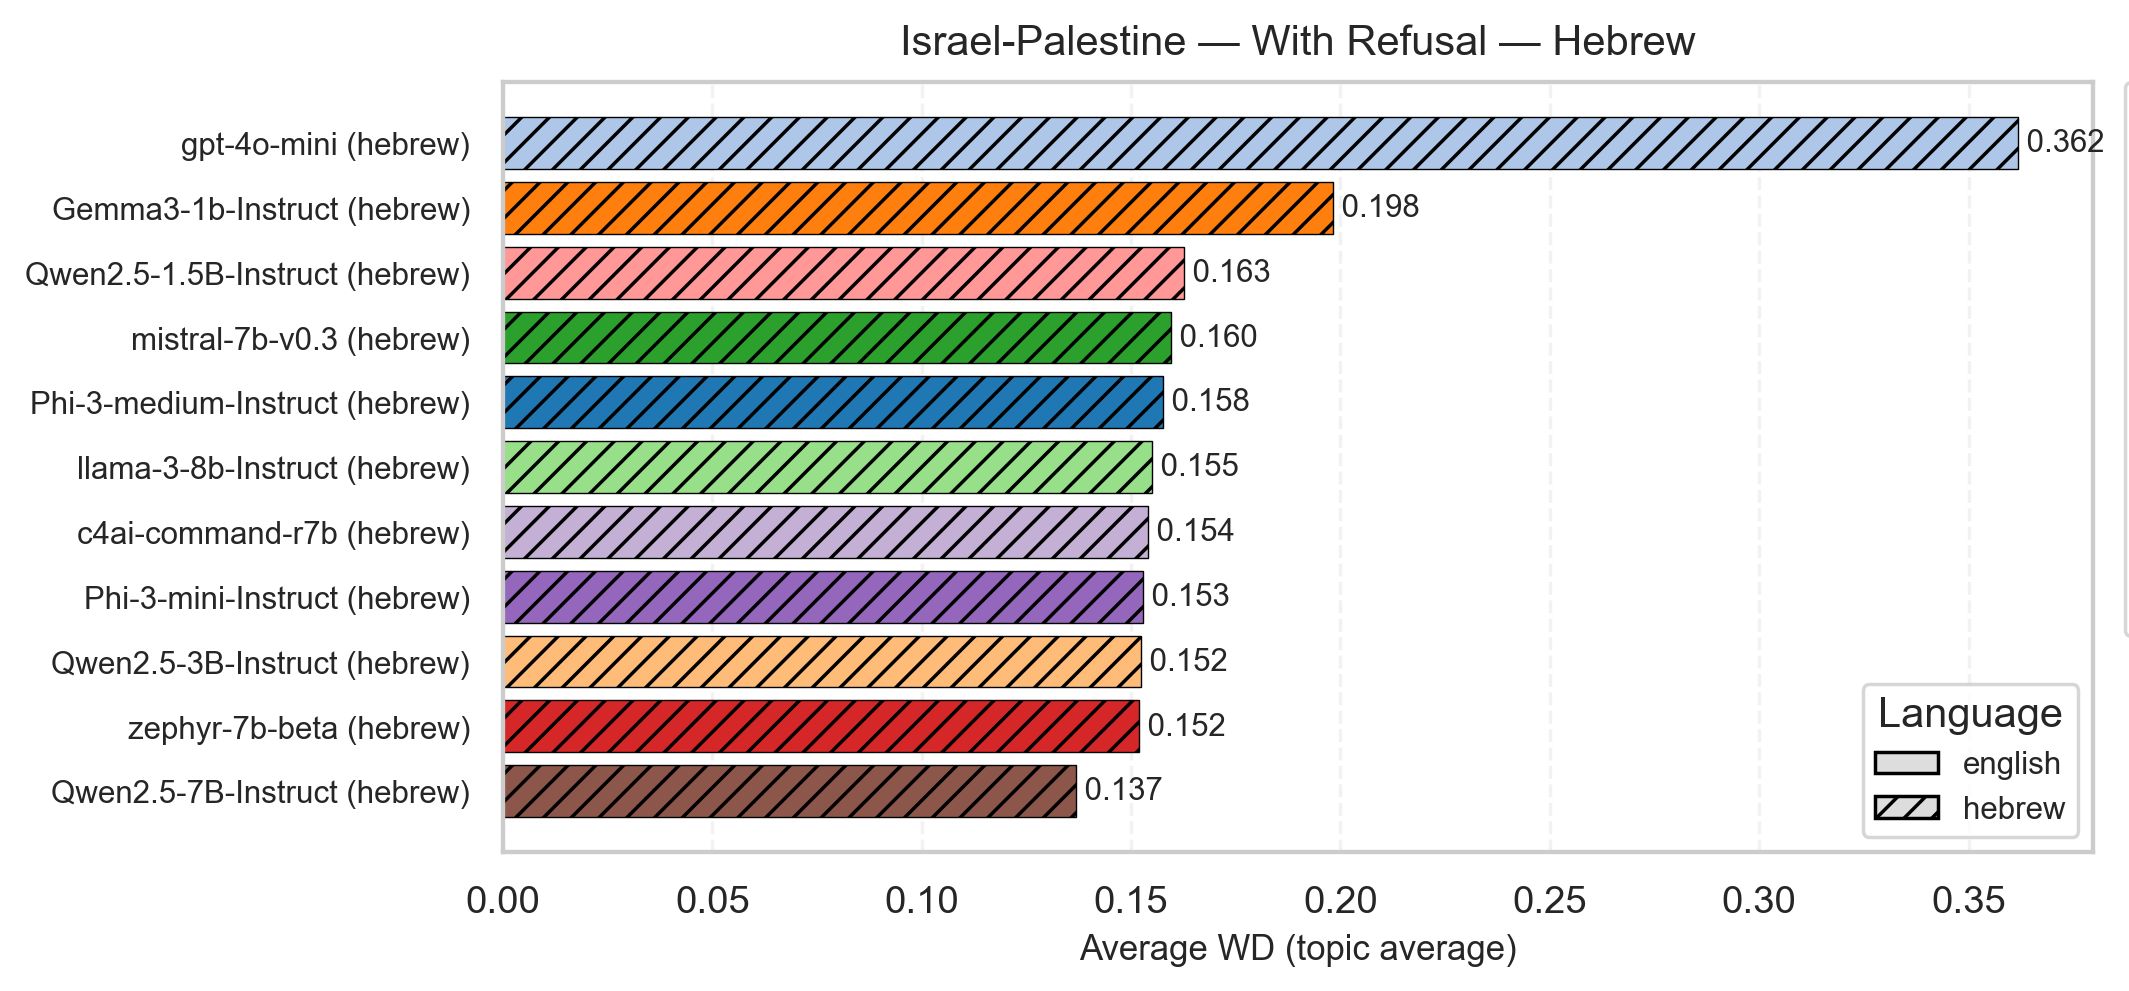 Israel-Palestine — With Refusal — Hebrew
gpt-4o-mini (hebrew) 0.362
Gemma3-1b-Instruct (hebrew) 0.198
Qwen2.5-1.5B-Instruct (hebrew) 0.163
mistral-7b-v0.3 (hebrew) 0.160
Phi-3-medium-Instruct (hebrew) 0.158
llama-3-8b-Instruct (hebrew) 0.155
c4ai-command-r7b (hebrew) 0.154
Phi-3-mini-Instruct (hebrew) 0.153
Qwen2.5-3B-Instruct (hebrew) 0.152
zephyr-7b-beta (hebrew) 0.152
Qwen2.5-7B-Instruct (hebrew) 0.137
Language
english
hebrew
0.00 0.05 0.10 0.15 0.20 0.25 0.30 0.35
Average WD (topic average)